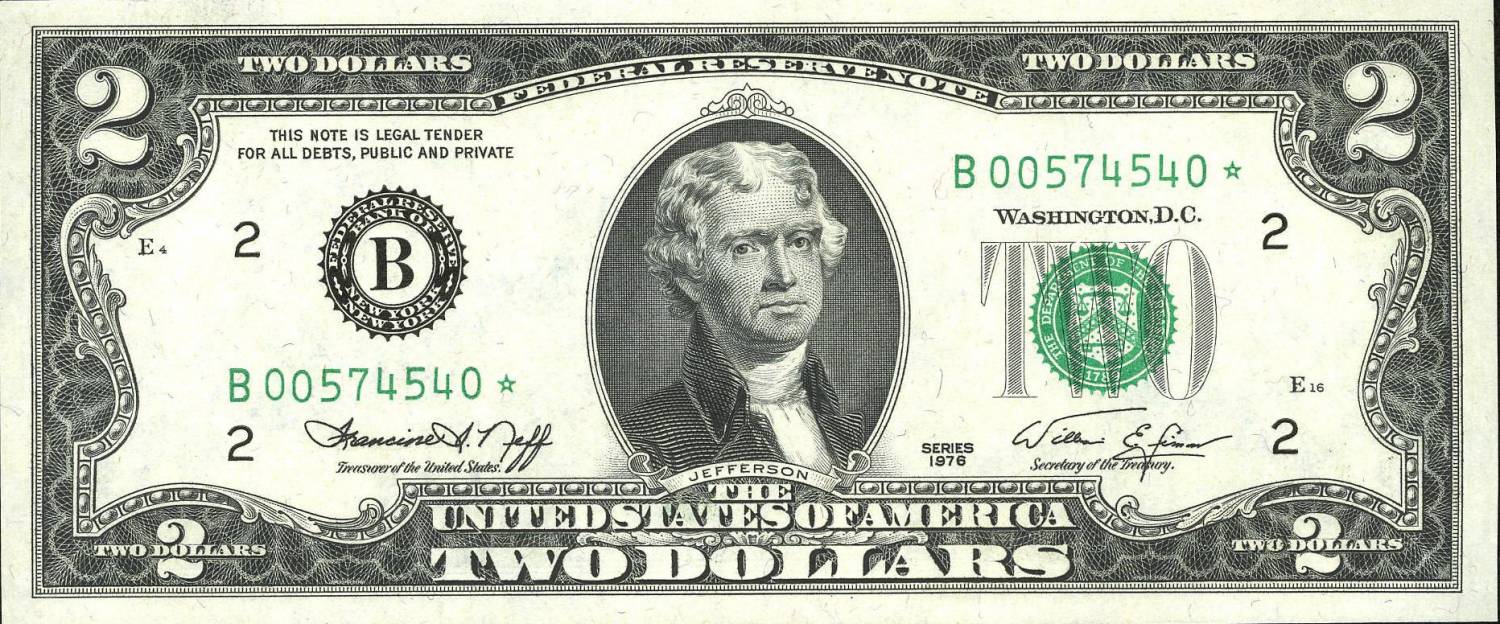 2
TWO DOLLARS
FEDERAL RESERVE NOTE
TWO DOLLARS
2
THIS NOTE IS LEGAL TENDER
FOR ALL DEBTS, PUBLIC AND PRIVATE
B 00574540 ☆
WASHINGTON, D.C.
E 4
2
FEDERAL RESERVE
BANK OF
B
NEW YORK
NEW YORK
2
TWO
THE DEPARTMENT OF THE
1789
E 16
B 00574540 ☆
2
Francine I. Neff
Treasurer of the United States.
SERIES
1976
William E. Simon
Secretary of the Treasury.
2
JEFFERSON
THE
UNITED STATES OF AMERICA
TWO DOLLARS
2
TWO DOLLARS
2
TWO DOLLARS